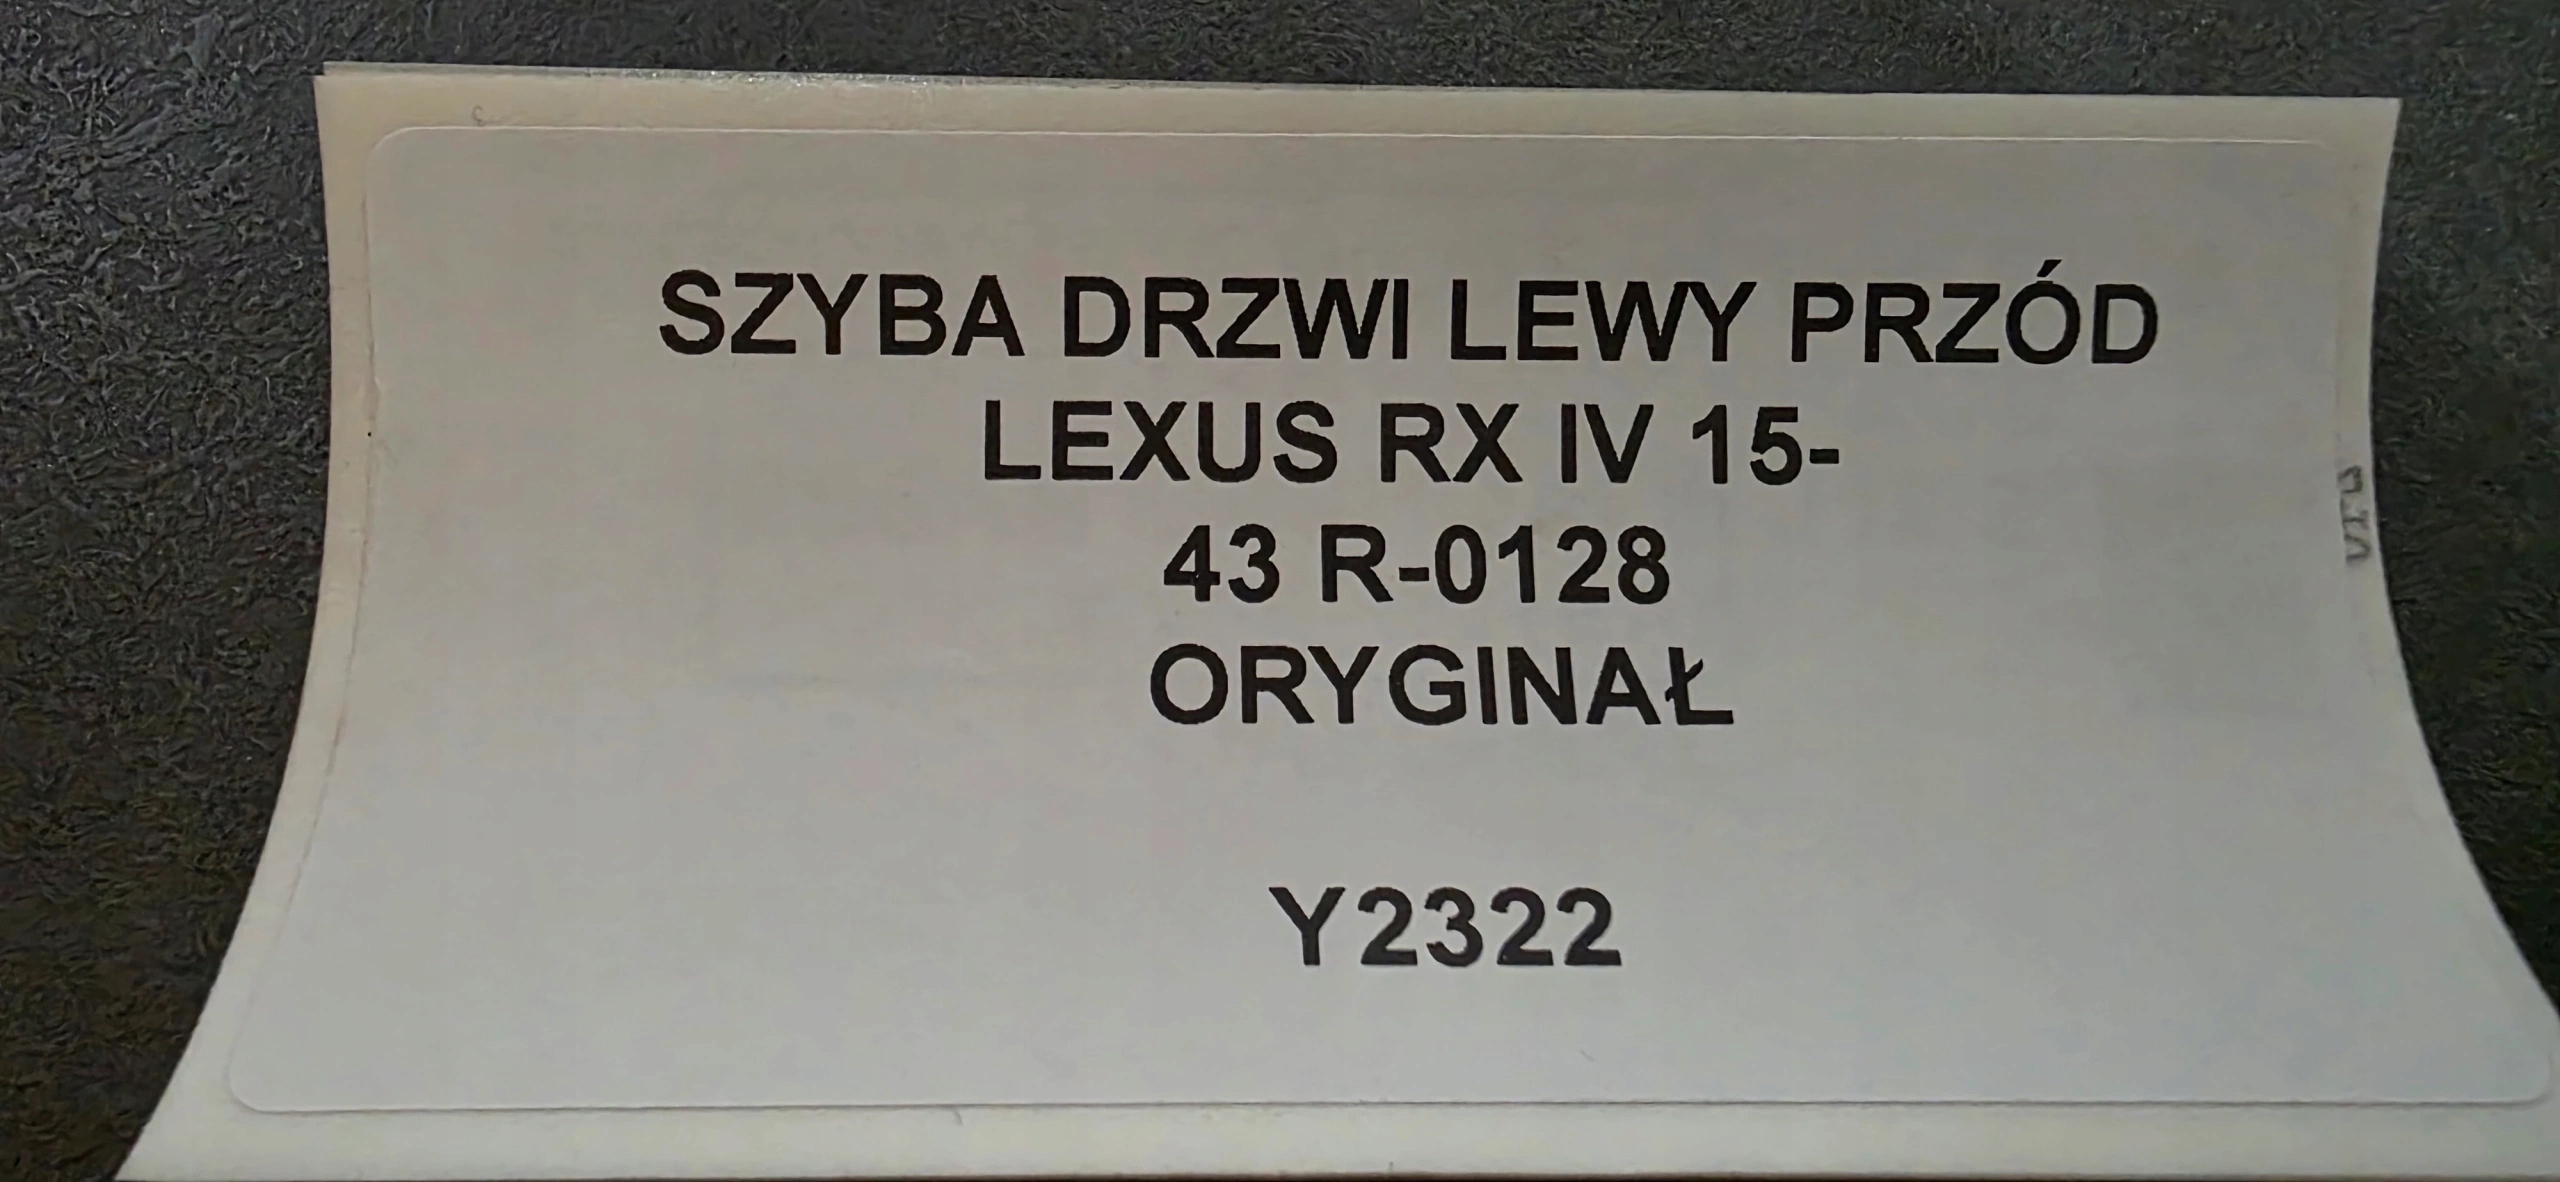 SZYBA DRZWI LEWY PRZÓD
LEXUS RX IV 15-
43 R-0128
ORYGINAŁ
Y2322